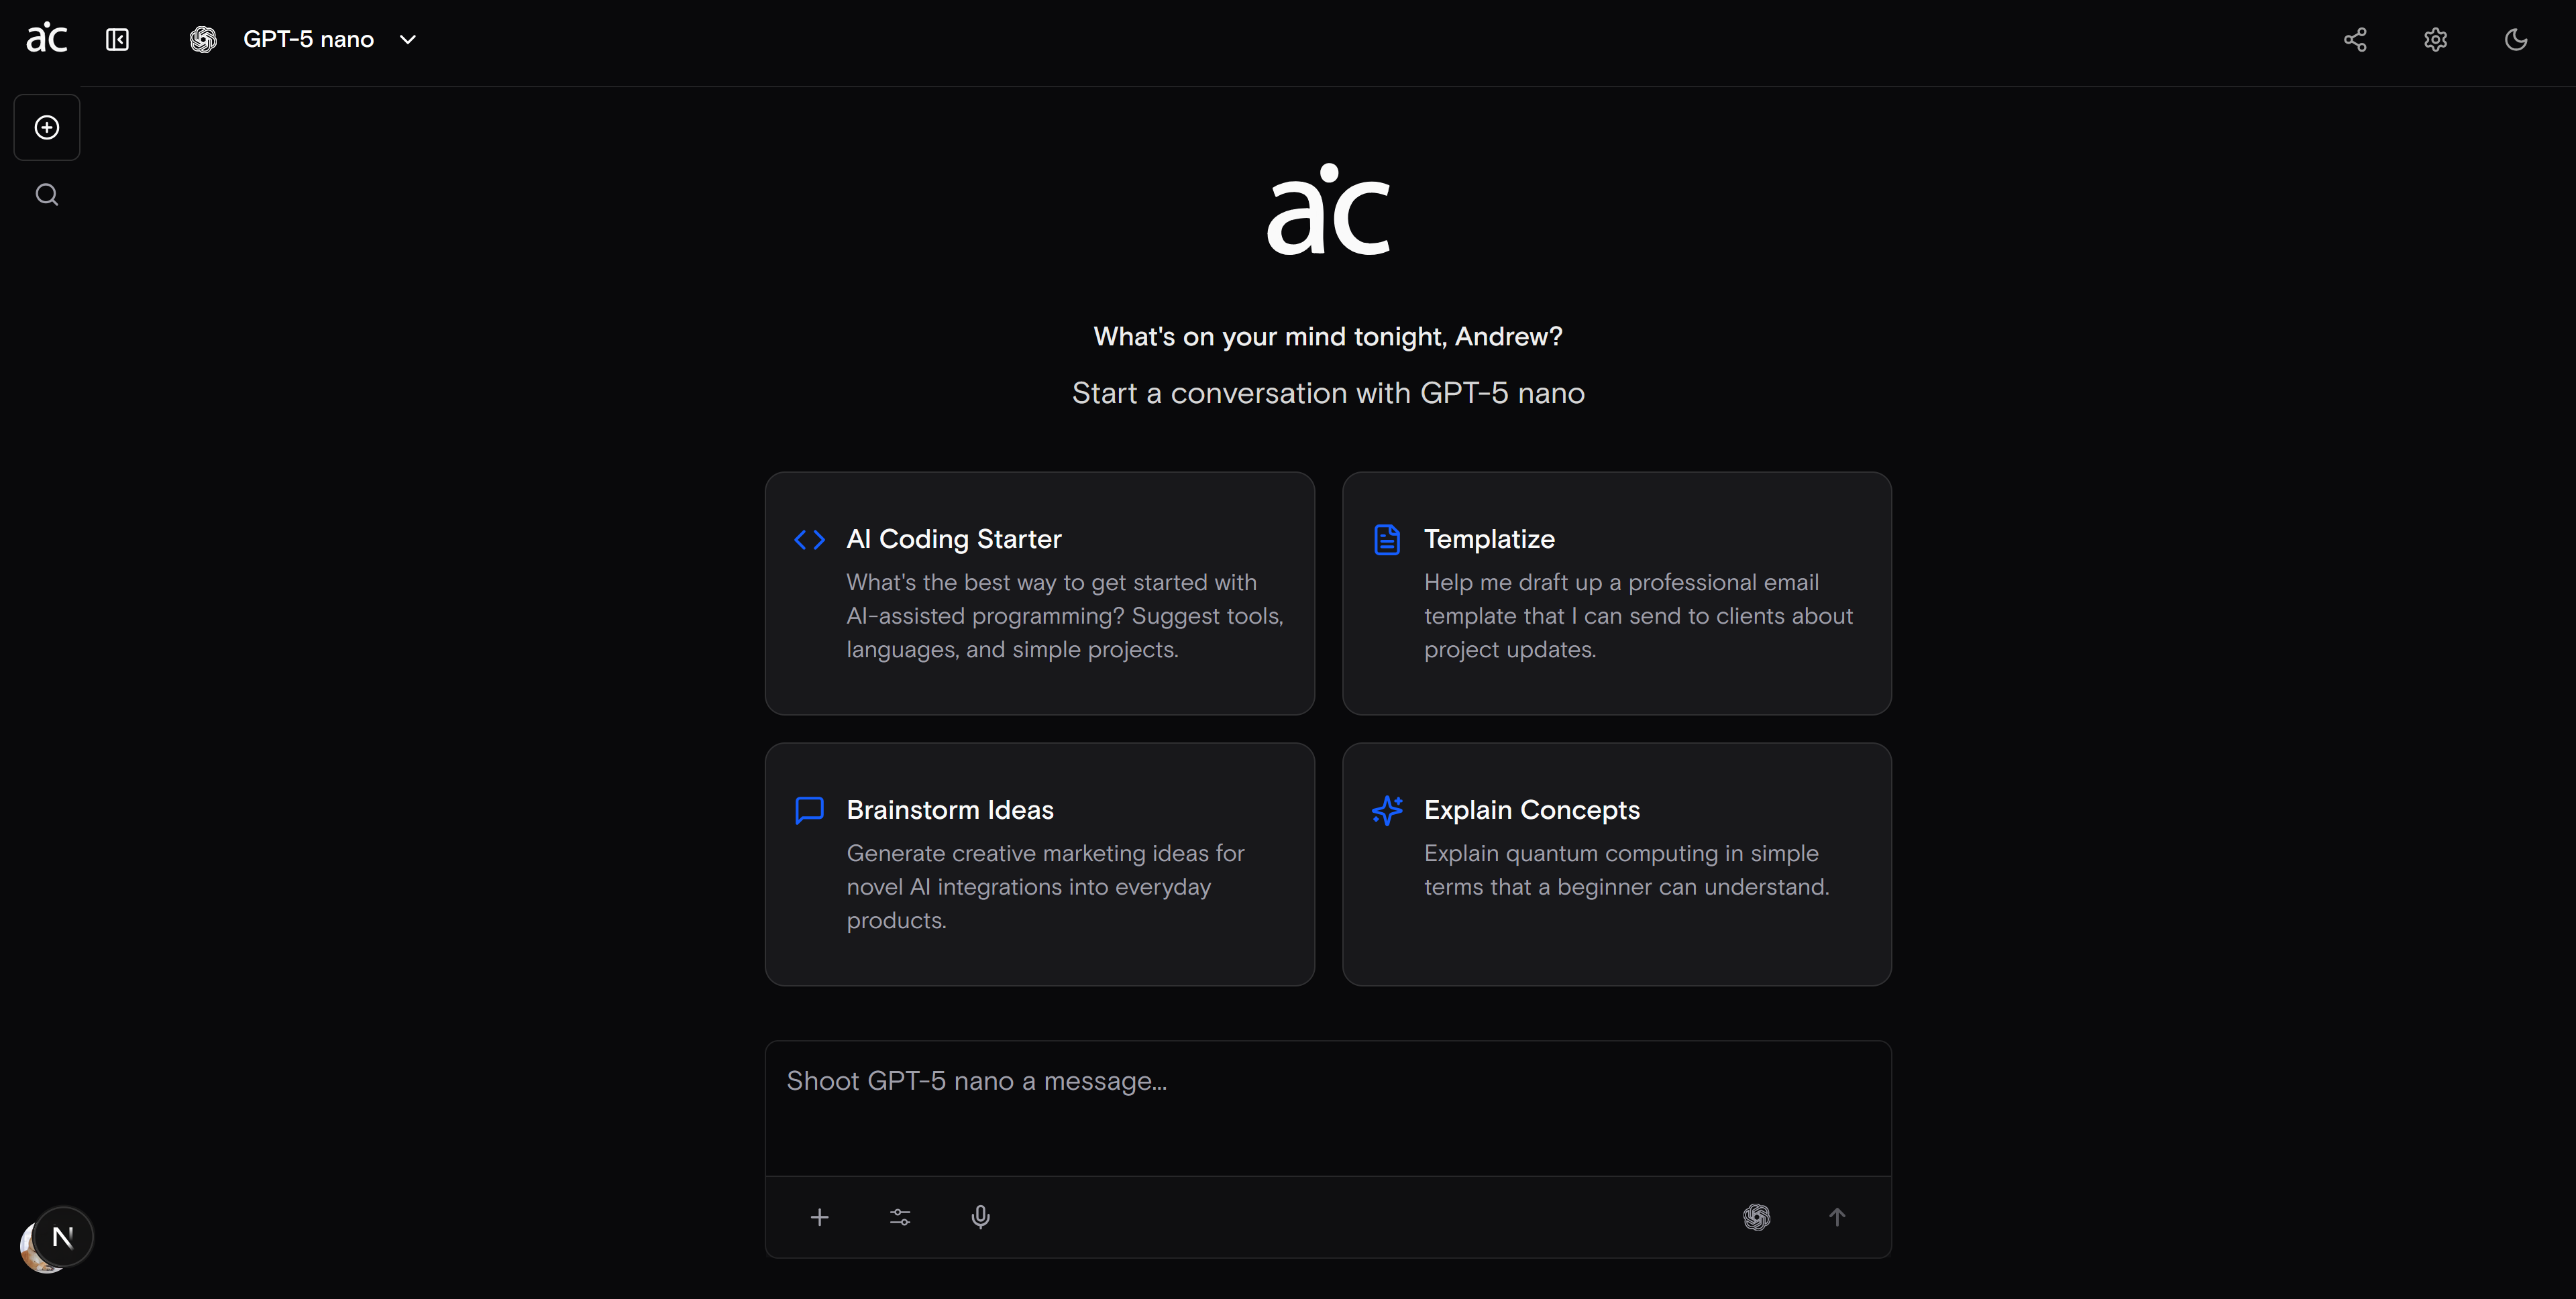 ac
GPT-5 nano
ac
What's on your mind tonight, Andrew?
Start a conversation with GPT-5 nano
AI Coding Starter
What's the best way to get started with
AI-assisted programming? Suggest tools,
languages, and simple projects.
Templatize
Help me draft up a professional email
template that I can send to clients about
project updates.
Brainstorm Ideas
Generate creative marketing ideas for
novel AI integrations into everyday
products.
Explain Concepts
Explain quantum computing in simple
terms that a beginner can understand.
Shoot GPT-5 nano a message...
N